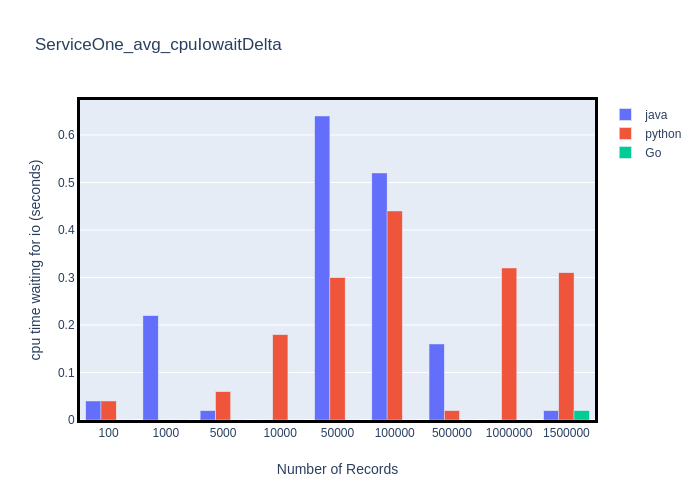 ServiceOne_avg_cpuIowaitDelta
java
python
Go
cpu time waiting for io (seconds)
0.6
0.5
0.4
0.3
0.2
0.1
0
100 1000 5000 10000 50000 100000 500000 1000000 1500000
Number of Records